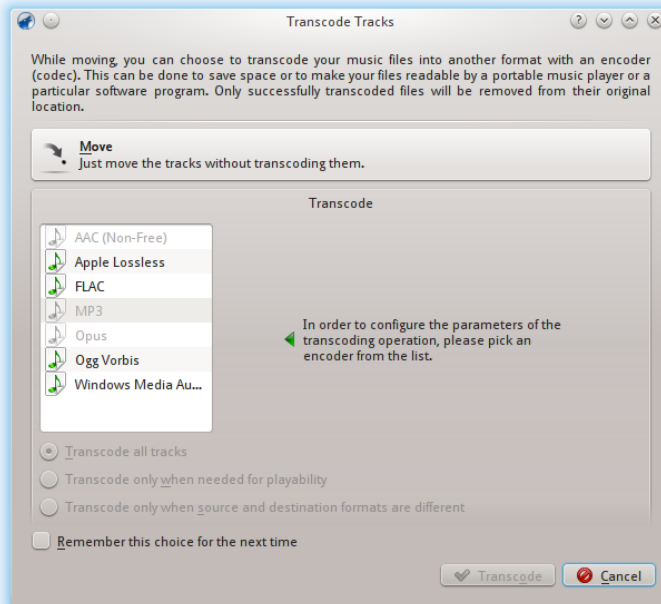 Transcode Tracks
While moving, you can choose to transcode your music files into another format with an encoder
(codec). This can be done to save space or to make your files readable by a portable music player or a
particular software program. Only successfully transcoded files will be removed from their original
location.
Move
Just move the tracks without transcoding them.
Transcode
AAC (Non-Free)
Apple Lossless
FLAC
MP3
Opus
Ogg Vorbis
Windows Media Au...
In order to configure the parameters of the
transcoding operation, please pick an
encoder from the list.
Transcode all tracks
Transcode only when needed for playability
Transcode only when source and destination formats are different
Remember this choice for the next time
Transcode
Cancel